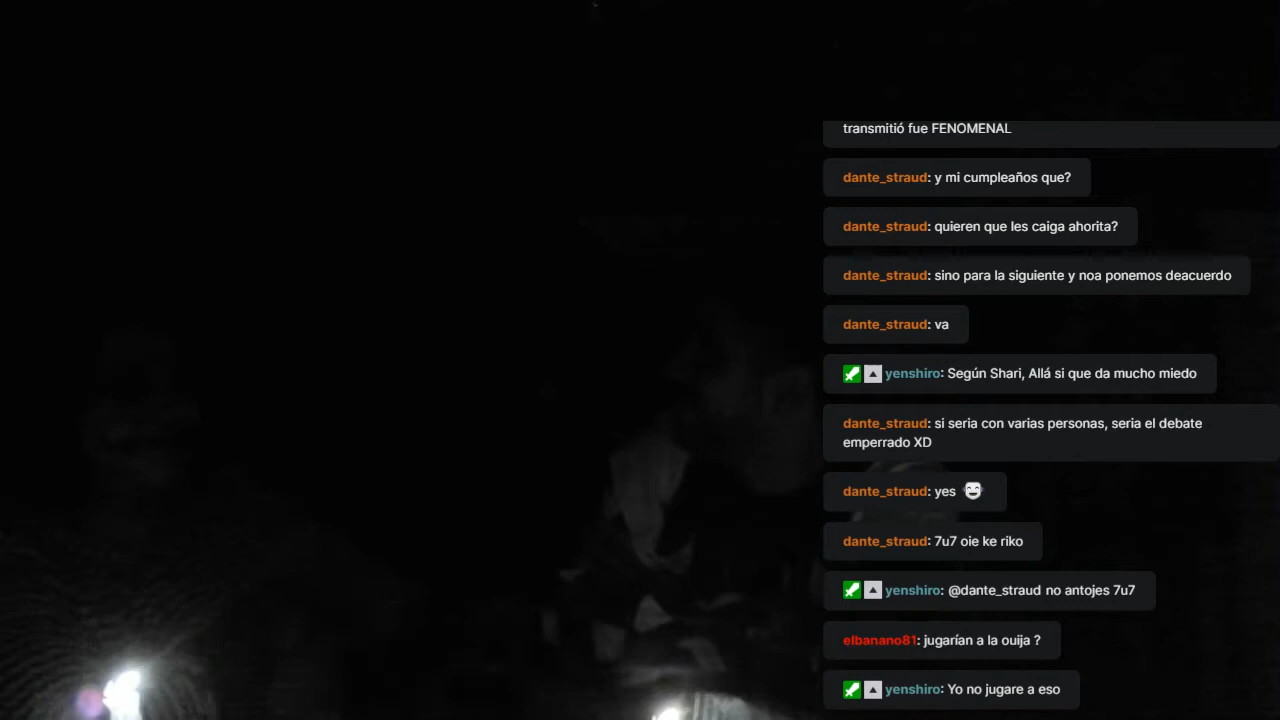 transmitió fue FENOMENAL
dante_straud: y mi cumpleaños que?
dante_straud: quieren que les caiga ahorita?
dante_straud: sino para la siguiente y noa ponemos deacuerdo
dante_straud: va
yenshiro: Según Shari, Allá si que da mucho miedo
dante_straud: si seria con varias personas, seria el debate
emperrado XD
dante_straud: yes
dante_straud: 7u7 oie ke riko
yenshiro: @dante_straud no antojes 7u7
elbanano81: jugarían a la ouija ?
yenshiro: Yo no jugare a eso